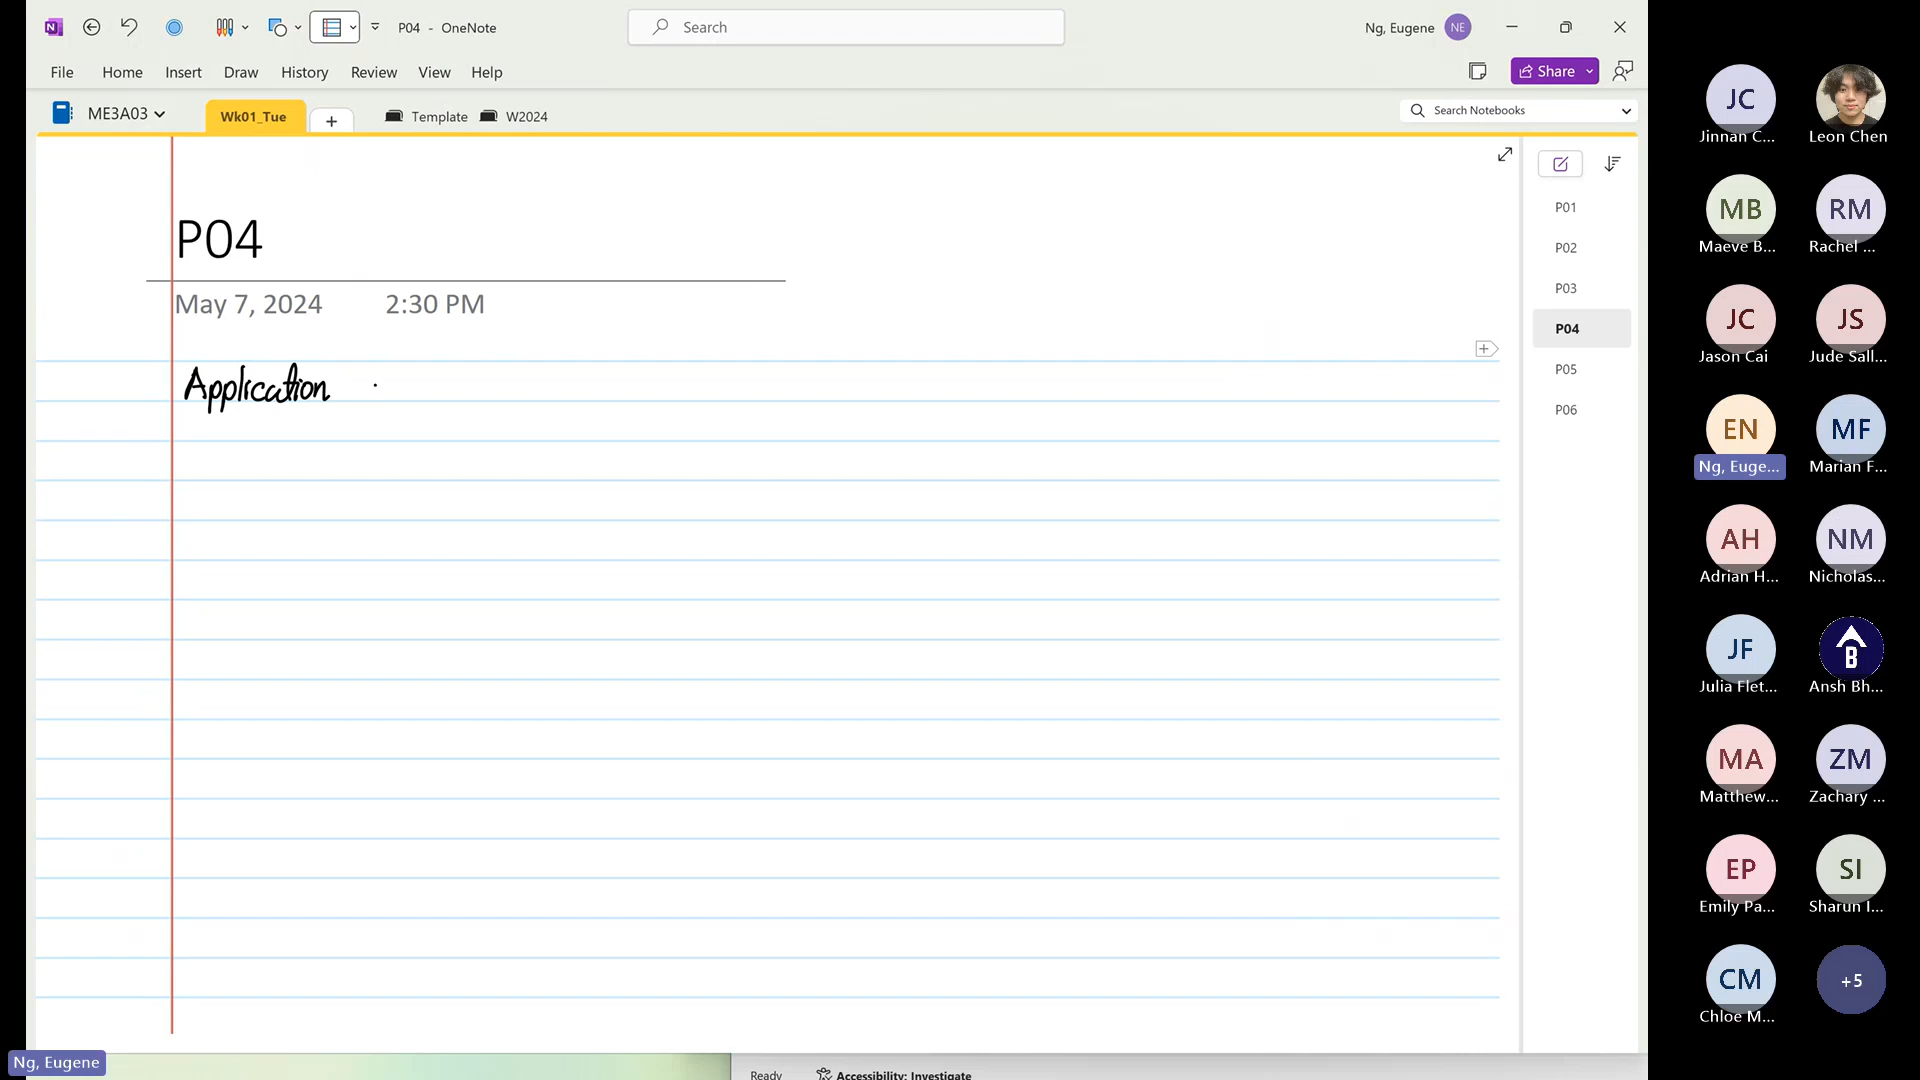 P04 - OneNote
Search
Ng, Eugene
NE
File
Home
Insert
Draw
History
Review
View
Help
Share
ME3A03
Wk01_Tue
+
Template
W2024
Search Notebooks
P04
May 7, 2024 2:30 PM
Application
P01
P02
P03
P04
P05
P06
JC
Jinnan C...
Leon Chen
MB
Maeve B...
RM
Rachel ...
JC
Jason Cai
JS
Jude Sall...
EN
Ng, Euge...
MF
Marian F...
AH
Adrian H...
NM
Nicholas...
JF
Julia Flet...
B
Ansh Bh...
MA
Matthew...
ZM
Zachary ...
EP
Emily Pa...
SI
Sharun I...
CM
Chloe M...
+5
Ng, Eugene
Ready
Accessibility: Investigate